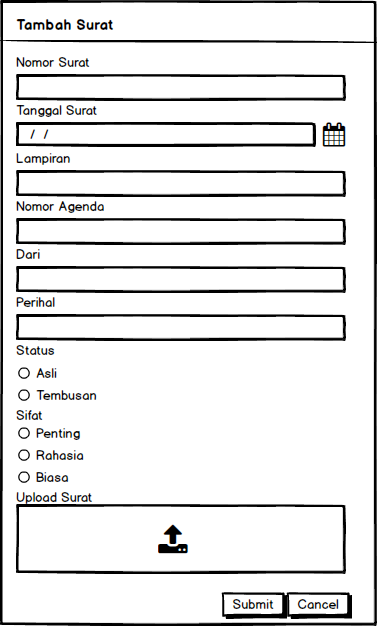 Tambah Surat
Nomor Surat
Tanggal Surat
/ /
Lampiran
Nomor Agenda
Dari
Perihal
Status
Asli
Tembusan
Sifat
Penting
Rahasia
Biasa
Upload Surat
Submit Cancel